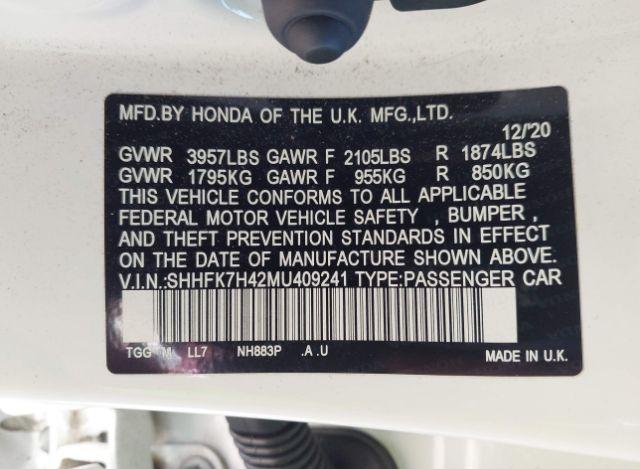 MFD.BY HONDA OF THE U.K. MFG.,LTD.
12/'20
GVWR 3957LBS GAWR F 2105LBS R 1874LBS
GVWR 1795KG GAWR F 955KG R 850KG
THIS VEHICLE CONFORMS TO ALL APPLICABLE
FEDERAL MOTOR VEHICLE SAFETY , BUMPER ,
AND THEFT PREVENTION STANDARDS IN EFFECT
ON THE DATE OF MANUFACTURE SHOWN ABOVE.
V.I.N.:SHHFK7H42MU409241 TYPE:PASSENGER CAR
TGG M LL7 NH883P .A .U MADE IN U.K.